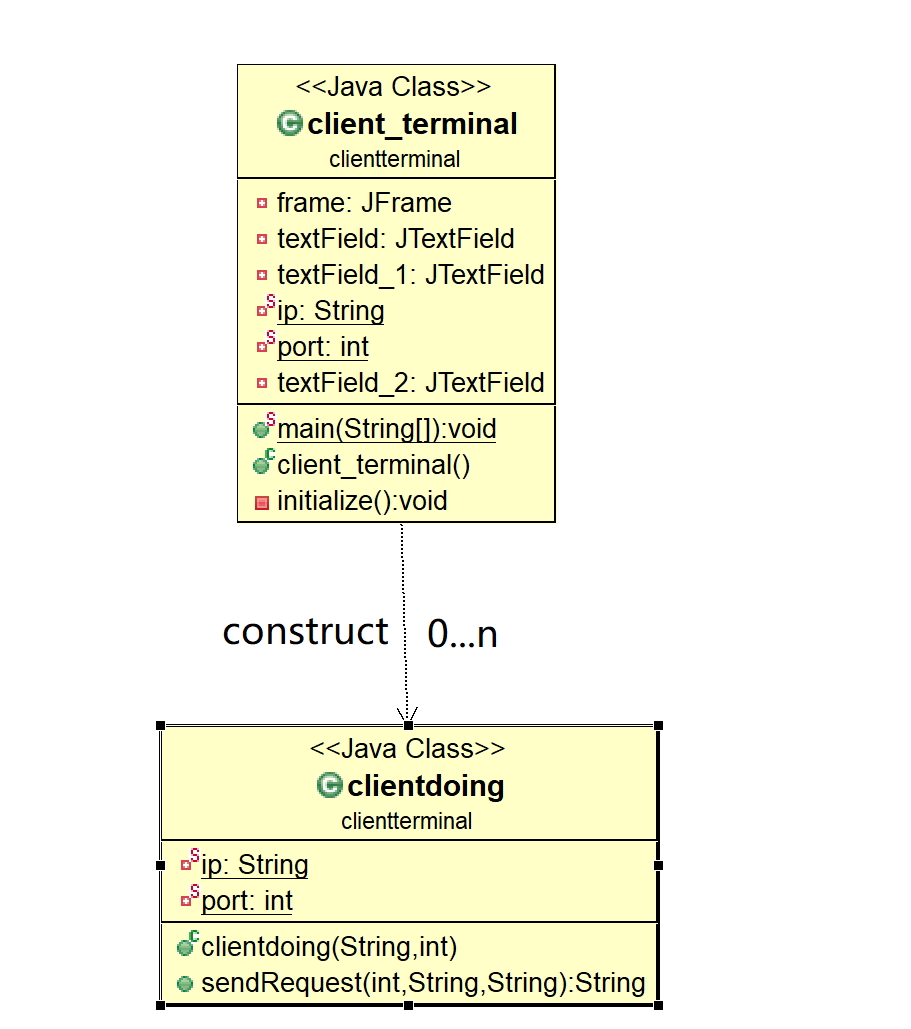 <<Java Class>>
client_terminal
clientterminal
frame: JFrame
textField: JTextField
textField_1: JTextField
ip: String
port: int
textField_2: JTextField
main(String[]):void
client_terminal()
initialize():void
construct 0...n
<<Java Class>>
clientdoing
clientterminal
ip: String
port: int
clientdoing(String,int)
sendRequest(int,String,String):String